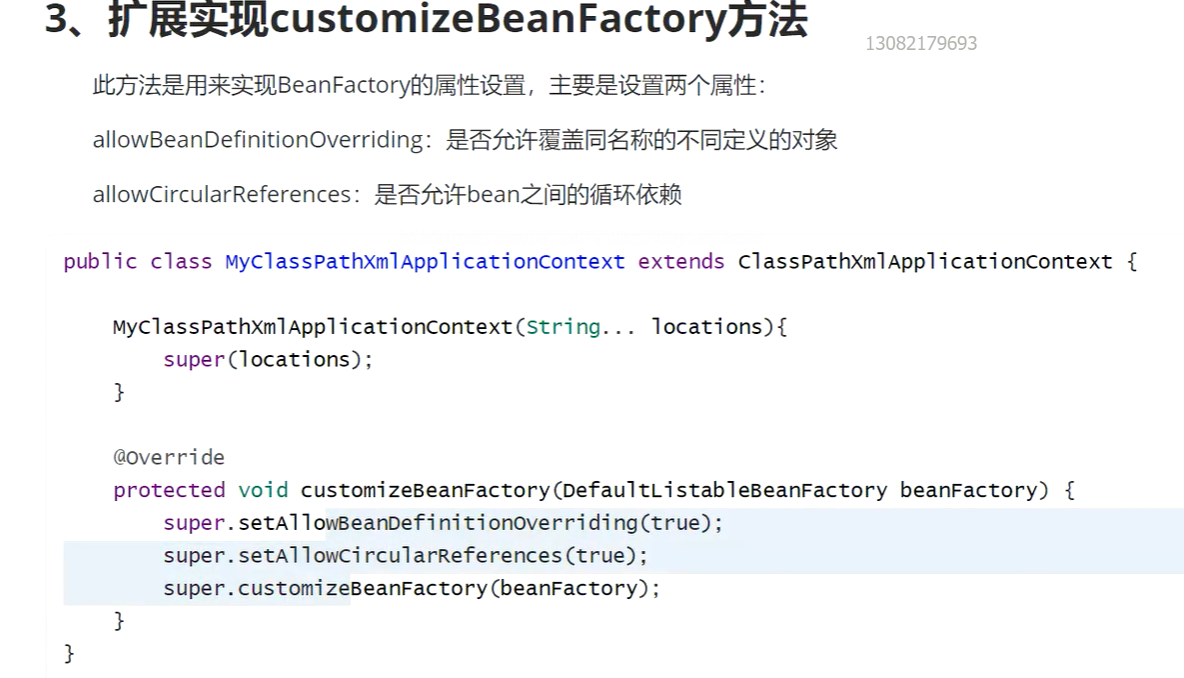 3、扩展实现customizeBeanFactory方法
13082179693
此方法是用来实现BeanFactory的属性设置，主要是设置两个属性：
allowBeanDefinitionOverriding：是否允许覆盖同名称的不同定义的对象
allowCircularReferences：是否允许bean之间的循环依赖
public class MyClassPathXmlApplicationContext extends ClassPathXmlApplicationContext {
MyClassPathXmlApplicationContext(String... locations){
super(locations);
}
@Override
protected void customizeBeanFactory(DefaultListableBeanFactory beanFactory) {
super.setAllowBeanDefinitionOverriding(true);
super.setAllowCircularReferences(true);
super.customizeBeanFactory(beanFactory);
}
}